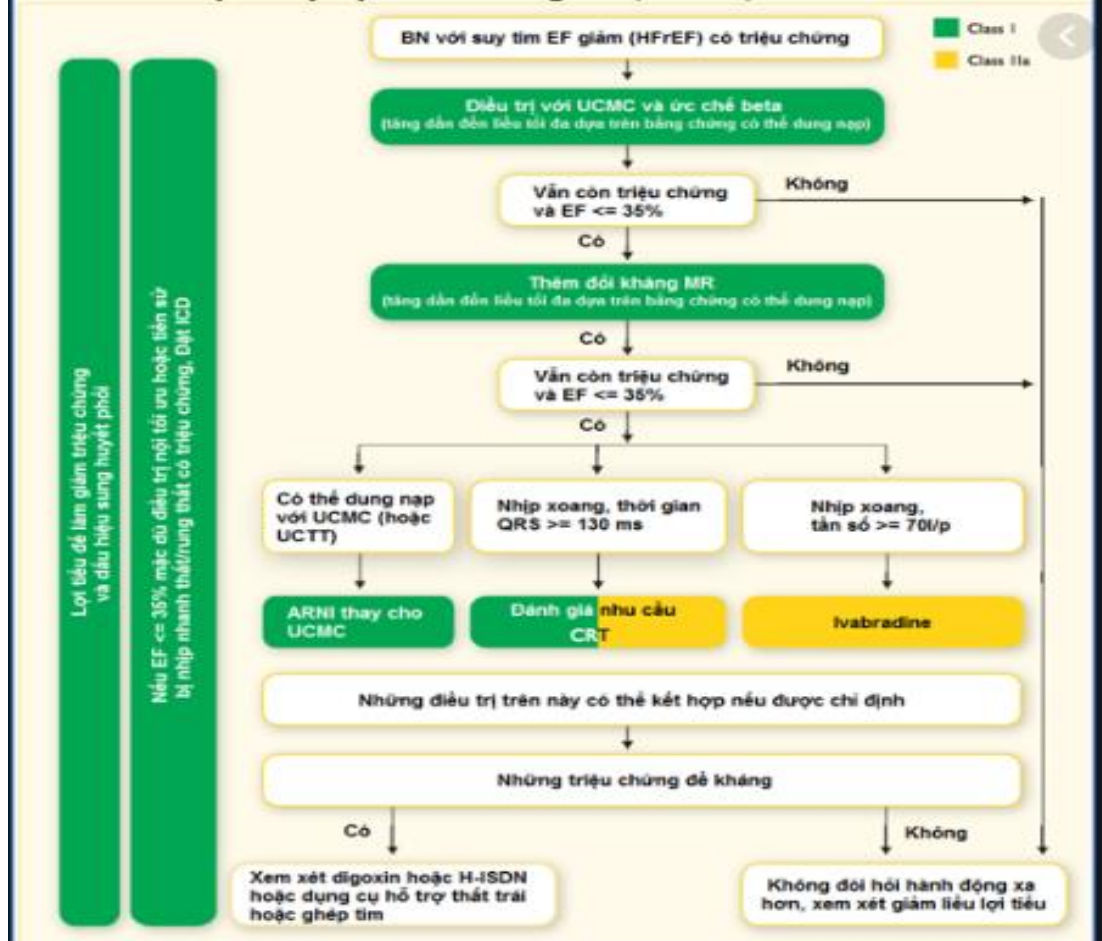 BN với suy tim EF giảm (HFrEF) có triệu chứng
Class I
Class IIa
Điều trị với UCMC và ức chế beta
(tăng dần đến liều tối đa dựa trên bằng chứng có thể dung nạp)
Vẫn còn triệu chứng
và EF <= 35%
Không
Có
Thêm đối kháng MR
(tăng dần đến liều tối đa dựa trên bằng chứng có thể dung nạp)
Có
Vẫn còn triệu chứng
và EF <= 35%
Không
Có
Có thể dung nạp
với UCMC (hoặc
UCTT)
Nhịp xoang, thời gian
QRS >= 130 ms
Nhịp xoang,
tần số >= 70l/p
ARNI thay cho
UCMC
Đánh giá nhu cầu
CRT
Ivabradine
Những điều trị trên này có thể kết hợp nếu được chỉ định
Những triệu chứng đề kháng
Có
Không
Xem xét digoxin hoặc H-ISDN
hoặc dụng cụ hỗ trợ thất trái
hoặc ghép tim
Không đòi hỏi hành động xa
hơn, xem xét giảm liều lợi tiểu
Lợi tiểu để làm giảm triệu chứng
và dấu hiệu sung huyết phổi
Nếu EF <= 35% mặc dù điều trị nội tối ưu hoặc tiền sử
bị nhịp nhanh thất/rung thất có triệu chứng, Đặt ICD